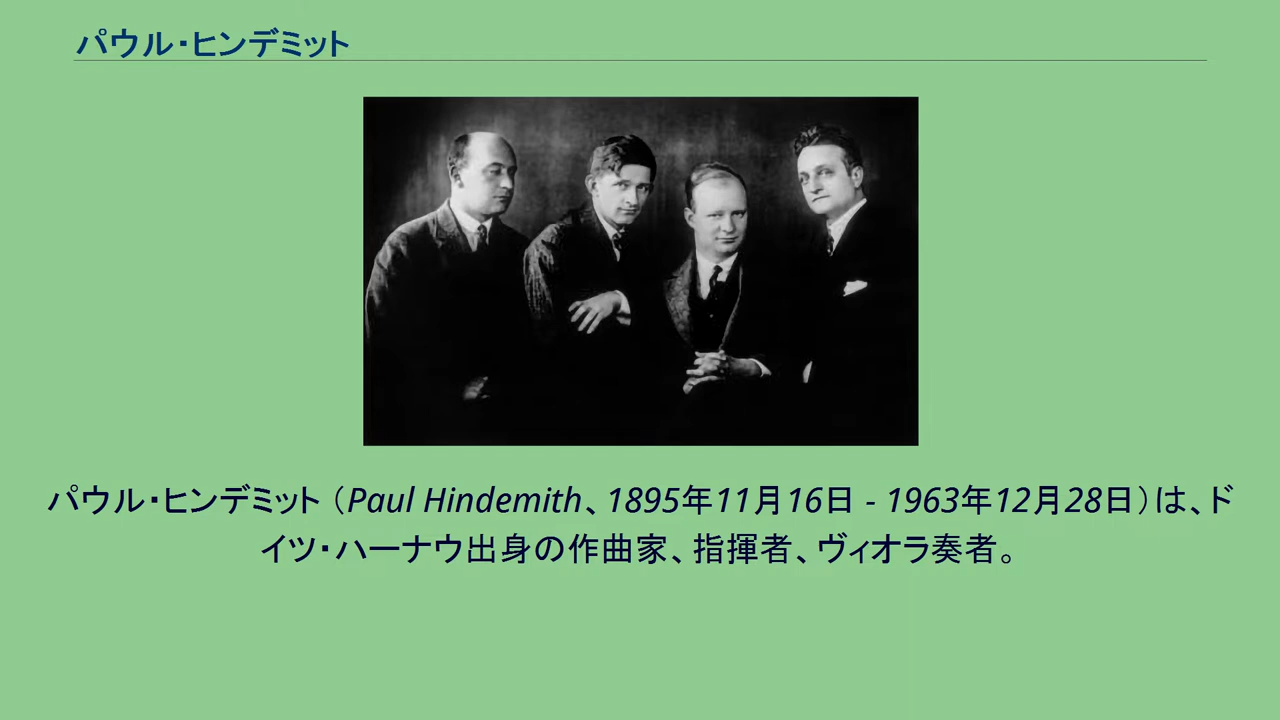 パウル・ヒンデミット
パウル・ヒンデミット（Paul Hindemith、1895年11月16日 - 1963年12月28日）は、ド
イツ・ハーナウ出身の作曲家、指揮者、ヴィオラ奏者。